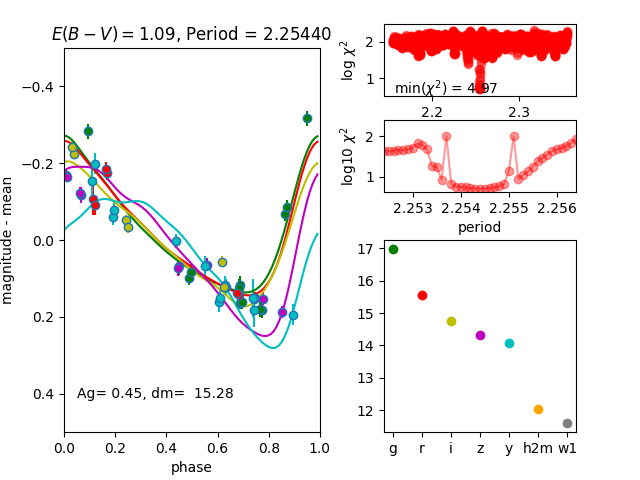 E(B − V) = 1.09, Period = 2.25440
−0.4
−0.2
0.0
0.2
0.4
magnitude - mean
Ag= 0.45, dm=  15.28
0.0 0.2 0.4 0.6 0.8 1.0
phase
log χ²
2
1
min(χ²) = 4.97
2.2 2.3
log10 χ²
2
1
2.253 2.254 2.255 2.256
period
17
16
15
14
13
12
g r i z y h2m w1